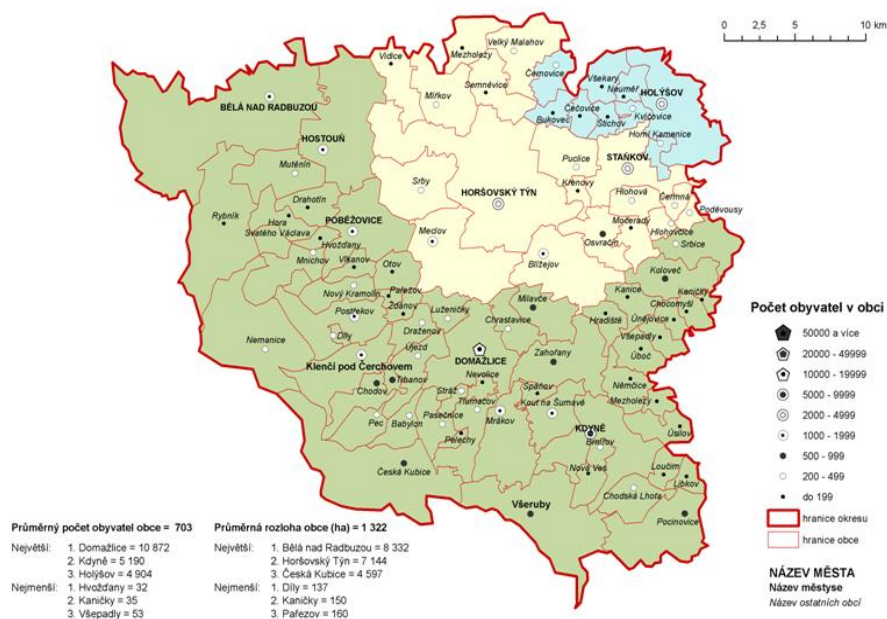 0 2,5 5 10 km
Vidice
Mezholezy
Velký Malahov
Semněvice
Mířkov
Černovice
Všekary
Neuměř
HOLÝŠOV
Kvíčovice
Bukovec
Čečovice
Štichov
Horní Kamenice
BĚLÁ NAD RADBUZOU
HOSTOUŇ
Mutěnín
STAŇKOV
Puclice
Křenovy
Srby
HORŠOVSKÝ TÝN
Hlohová
Čermná
Poděvousy
Drahotín
Rybník
Hora
Svatého Václava
POBĚŽOVICE
Hvožďany
Mnichov
Vlkanov
Otov
Meclov
Močerady
Osvračín
Hlohovčice
Srbice
Blížejov
Koloveč
Nový Kramolín
Pařezov
Ždánov
Postřekov
Luženičky
Draženov
Milavče
Chrastavice
Kanice
Kaničky
Chocomyšl
Únějovice
Hradiště
Nemanice
Díly
Újezd
DOMAŽLICE
Zahořany
Všepadly
Úboč
Klenčí pod Čerchovem
Trhanov
Chodov
Nevolice
Stráž
Spáňov
Němčice
Mezholezy
Pec
Babylon
Pasečnice
Tlumačov
Mrákov
Kout na Šumavě
KDYNĚ
Brnířov
Úsilov
Pelechy
Česká Kubice
Nová Ves
Loučim
Libkov
Chodská Lhota
Všeruby
Pocinovice
Počet obyvatel v obci
50000 a více
20000 - 49999
10000 - 19999
5000 - 9999
2000 - 4999
1000 - 1999
500 - 999
200 - 499
do 199
hranice okresu
hranice obce
NÁZEV MĚSTA
Název městyse
Název ostatních obcí
Průměrný počet obyvatel obce = 703
Největší: 1. Domažlice = 10 872
2. Kdyně = 5 190
3. Holýšov = 4 904
Nejmenší: 1. Hvožďany = 32
2. Kaničky = 35
3. Všepadly = 53
Průměrná rozloha obce (ha) = 1 322
Největší: 1. Bělá nad Radbuzou = 8 332
2. Horšovský Týn = 7 144
3. Česká Kubice = 4 597
Nejmenší: 1. Díly = 137
2. Kaničky = 150
3. Pařezov = 160